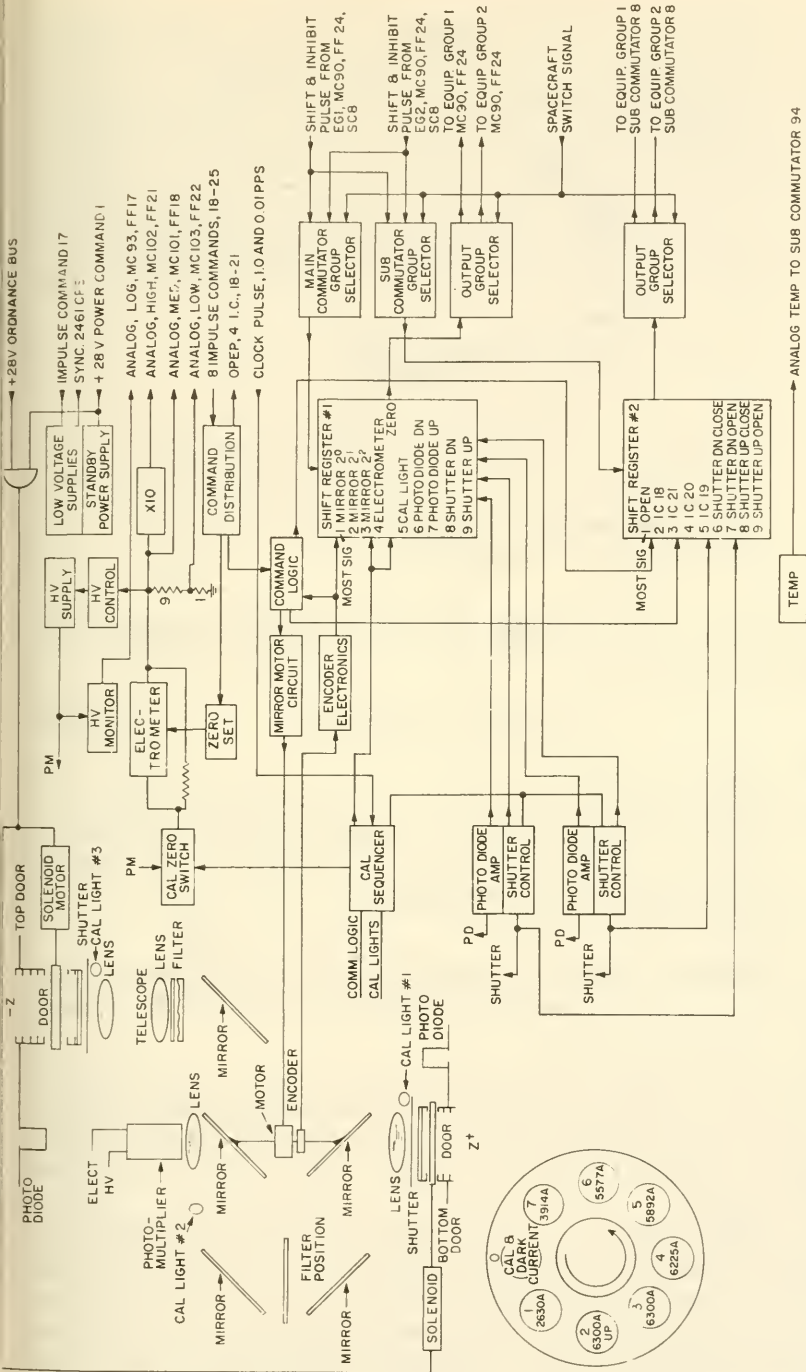 +28V ORDNANCE BUS
IMPULSE COMMAND 17
SYNC. 2461 CPS
+ 28 V POWER COMMAND 1
LOW VOLTAGE
SUPPLIES
STANDBY
POWER SUPPLY
ANALOG, LOG, MC 93, FF17
ANALOG, HIGH, MC102, FF21
ANALOG, MED, MC101, FF18
ANALOG, LOW, MC103, FF22
8 IMPULSE COMMANDS, 18-25
OPEP, 4 I.C., 18-21
CLOCK PULSE, 1.0 AND 0.01 PPS
HV
SUPPLY
HV
CONTROL
X10
COMMAND
DISTRIBUTION
9
1
PM
HV
MONITOR
ELEC-
TROMETER
ZERO
SET
PM
CAL ZERO
SWITCH
COMMAND
LOGIC
MIRROR MOTOR
CIRCUIT
ENCODER
ELECTRONICS
MOST SIG
SHIFT REGISTER #1
1 MIRROR 2⁰
2 MIRROR 2¹
3 MIRROR 2²
4 ELECTROMETER
ZERO
5 CAL LIGHT
6 PHOTO DIODE DN
7 PHOTO DIODE UP
8 SHUTTER DN
9 SHUTTER UP
MAIN
COMMUTATOR
GROUP
SELECTOR
SUB
COMMUTATOR
GROUP
SELECTOR
OUTPUT
GROUP
SELECTOR
OUTPUT
GROUP
SELECTOR
SHIFT & INHIBIT
PULSE FROM
EG1, MC90, FF 24,
SC8
SHIFT & INHIBIT
PULSE FROM
EG2, MC90, FF24,
SC8
TO EQUIP GROUP 1
MC90, FF24
TO EQUIP GROUP 2
MC90, FF24
SPACECRAFT
SWITCH SIGNAL
TO EQUIP. GROUP 1
SUB COMMUTATOR 8
TO EQUIP. GROUP 2
SUB COMMUTATOR 8
MOST SIG
SHIFT REGISTER #2
1 OPEN
2 IC 18
3 IC 21
4 IC 20
5 IC 19
6 SHUTTER DN CLOSE
7 SHUTTER DN OPEN
8 SHUTTER UP CLOSE
9 SHUTTER UP OPEN
TEMP
ANALOG TEMP TO SUB COMMUTATOR 94
CAL
SEQUENCER
COMM LOGIC
CAL LIGHTS
PHOTO DIODE
AMP
SHUTTER
CONTROL
PD
SHUTTER
PHOTO DIODE
AMP
SHUTTER
CONTROL
PD
SHUTTER
PHOTO
DIODE
-Z
TOP DOOR
DOOR
SOLENOID
MOTOR
SHUTTER
CAL LIGHT #3
LENS
TELESCOPE
LENS
FILTER
MIRROR
ELECT
HV
PHOTO-
MULTIPLIER
CAL LIGHT #2
LENS
MIRROR
MOTOR
ENCODER
MIRROR
MIRROR
FILTER
POSITION
MIRROR
CAL LIGHT #1
PHOTO
DIODE
LENS
SHUTTER
DOOR
Z+
BOTTOM
DOOR
SOLENOID
0
CAL &
(DARK
CURRENT
1
2630A
2
6300A
UP
3
6300A
4
6225A
5
5892A
6
5577A
7
3914A